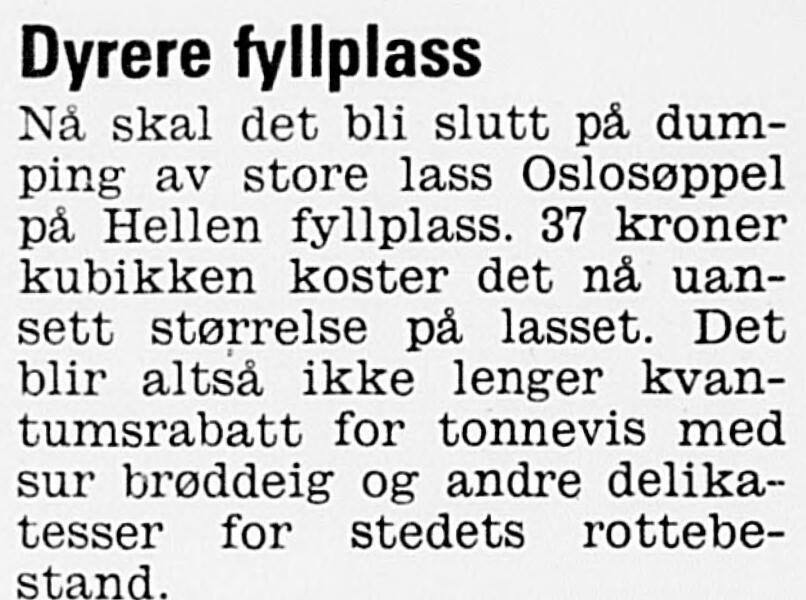 Dyrere fyllplass
Nå skal det bli slutt på dum-
ping av store lass Oslosøppel
på Hellen fyllplass. 37 kroner
kubikken koster det nå uan-
sett størrelse på lasset. Det
blir altså ikke lenger kvan-
tumsrabatt for tonnevis med
sur brøddeig og andre delika-
tesser for stedets rottebe-
stand.